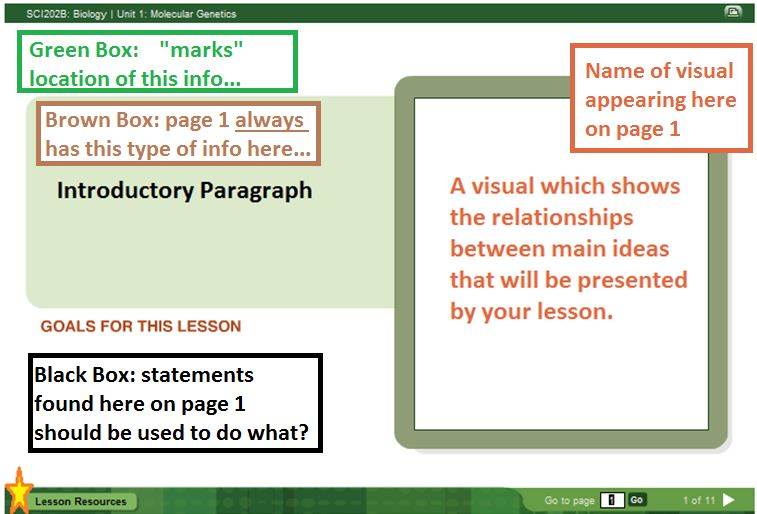 SCI202B: Biology | Unit 1: Molecular Genetics
Green Box: "marks"
location of this info...
Brown Box: page 1 always
has this type of info here...
Introductory Paragraph
Name of visual
appearing here
on page 1
A visual which shows
the relationships
between main ideas
that will be presented
by your lesson.
GOALS FOR THIS LESSON
Black Box: statements
found here on page 1
should be used to do what?
Lesson Resources
Go to page 1 Go 1 of 11